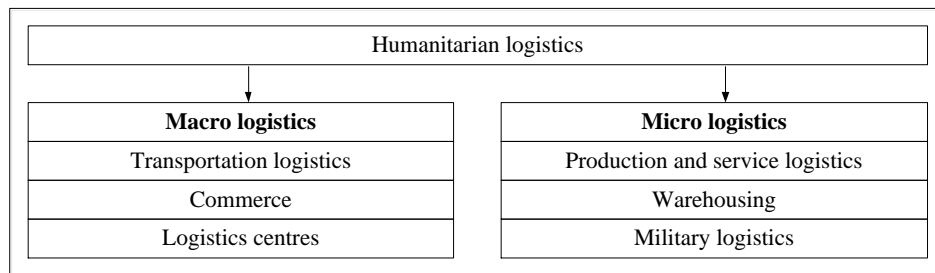 Humanitarian logistics
Macro logistics
Transportation logistics
Commerce
Logistics centres
Micro logistics
Production and service logistics
Warehousing
Military logistics